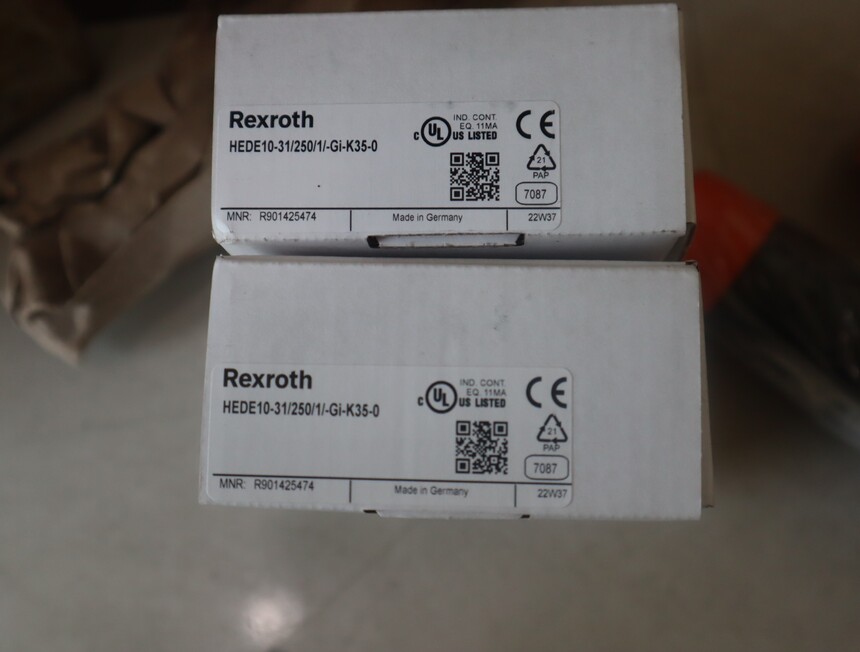 Rexroth
HEDE10-31/250/1/-Gi-K35-0
C UL US LISTED
IND. CONT.
EQ. 11MA
CE
21
PAP
7087
MNR: R901425474
Made in Germany
22W37
Rexroth
HEDE10-31/250/1/-Gi-K35-0
C UL US LISTED
IND. CONT.
EQ. 11MA
CE
21
PAP
7087
MNR: R901425474
Made in Germany
22W37